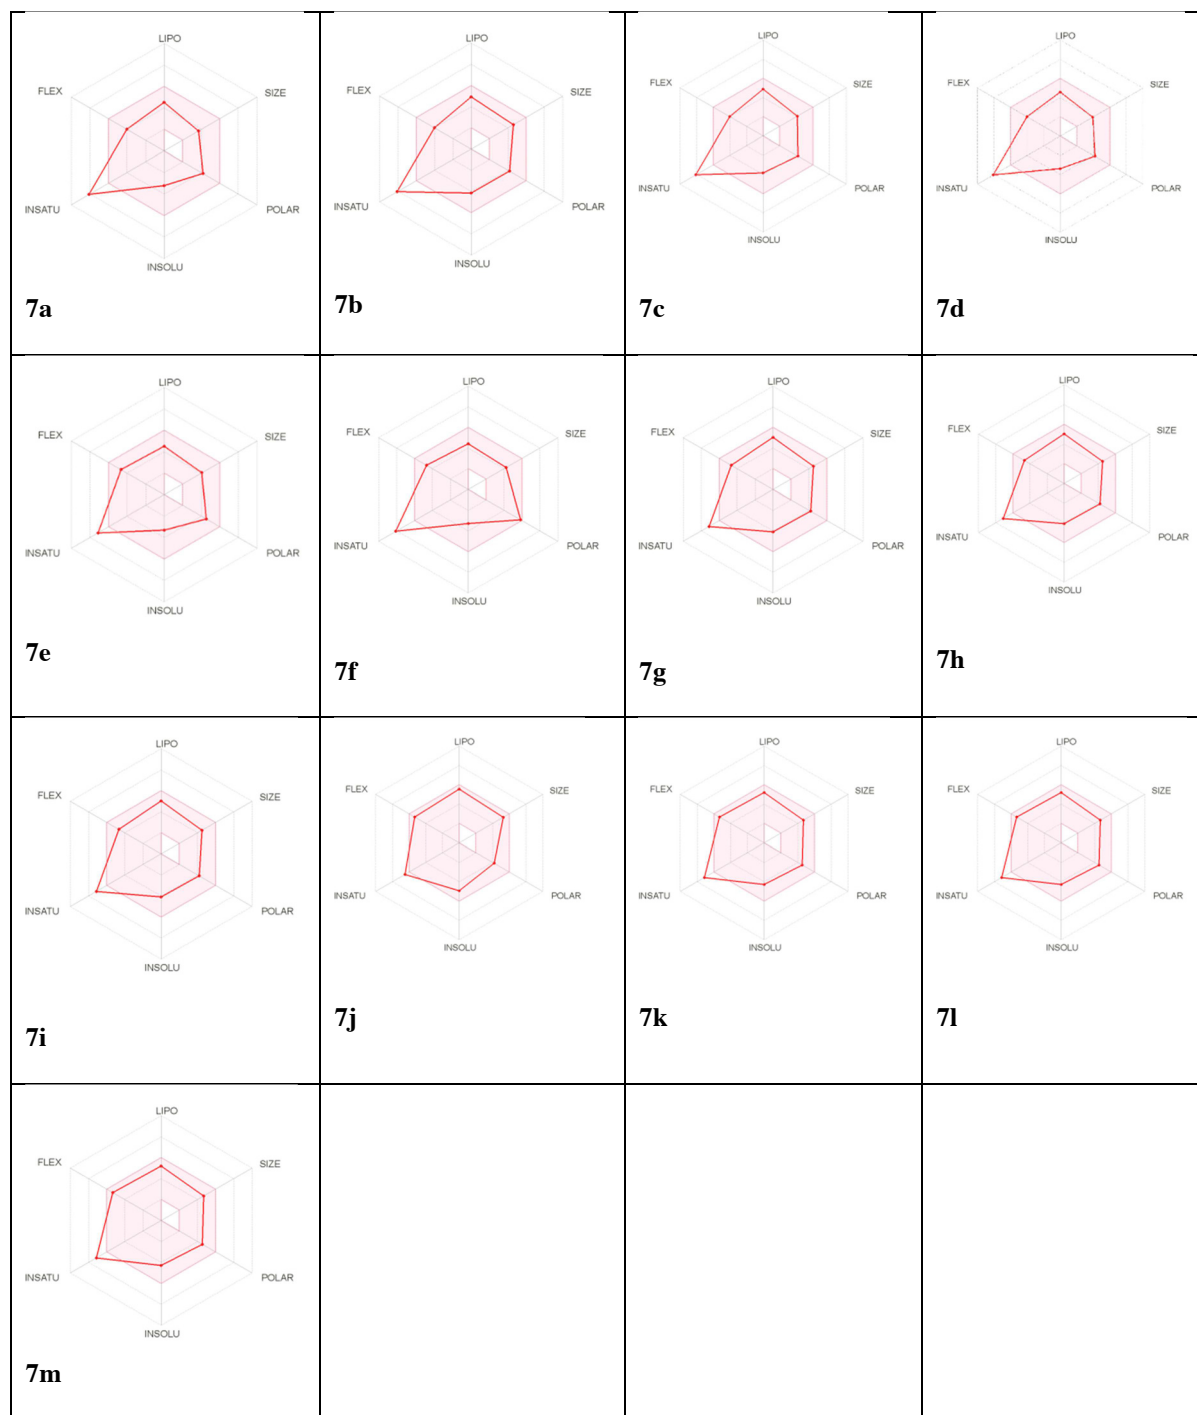 LIPO
FLEX SIZE
INSATU POLAR
INSOLU
7a
LIPO
FLEX SIZE
INSATU POLAR
INSOLU
7b
LIPO
FLEX SIZE
INSATU POLAR
INSOLU
7c
LIPO
FLEX SIZE
INSATU POLAR
INSOLU
7d
LIPO
FLEX SIZE
INSATU POLAR
INSOLU
7e
LIPO
FLEX SIZE
INSATU POLAR
INSOLU
7f
LIPO
FLEX SIZE
INSATU POLAR
INSOLU
7g
LIPO
FLEX SIZE
INSATU POLAR
INSOLU
7h
LIPO
FLEX SIZE
INSATU POLAR
INSOLU
7i
LIPO
FLEX SIZE
INSATU POLAR
INSOLU
7j
LIPO
FLEX SIZE
INSATU POLAR
INSOLU
7k
LIPO
FLEX SIZE
INSATU POLAR
INSOLU
7l
LIPO
FLEX SIZE
INSATU POLAR
INSOLU
7m